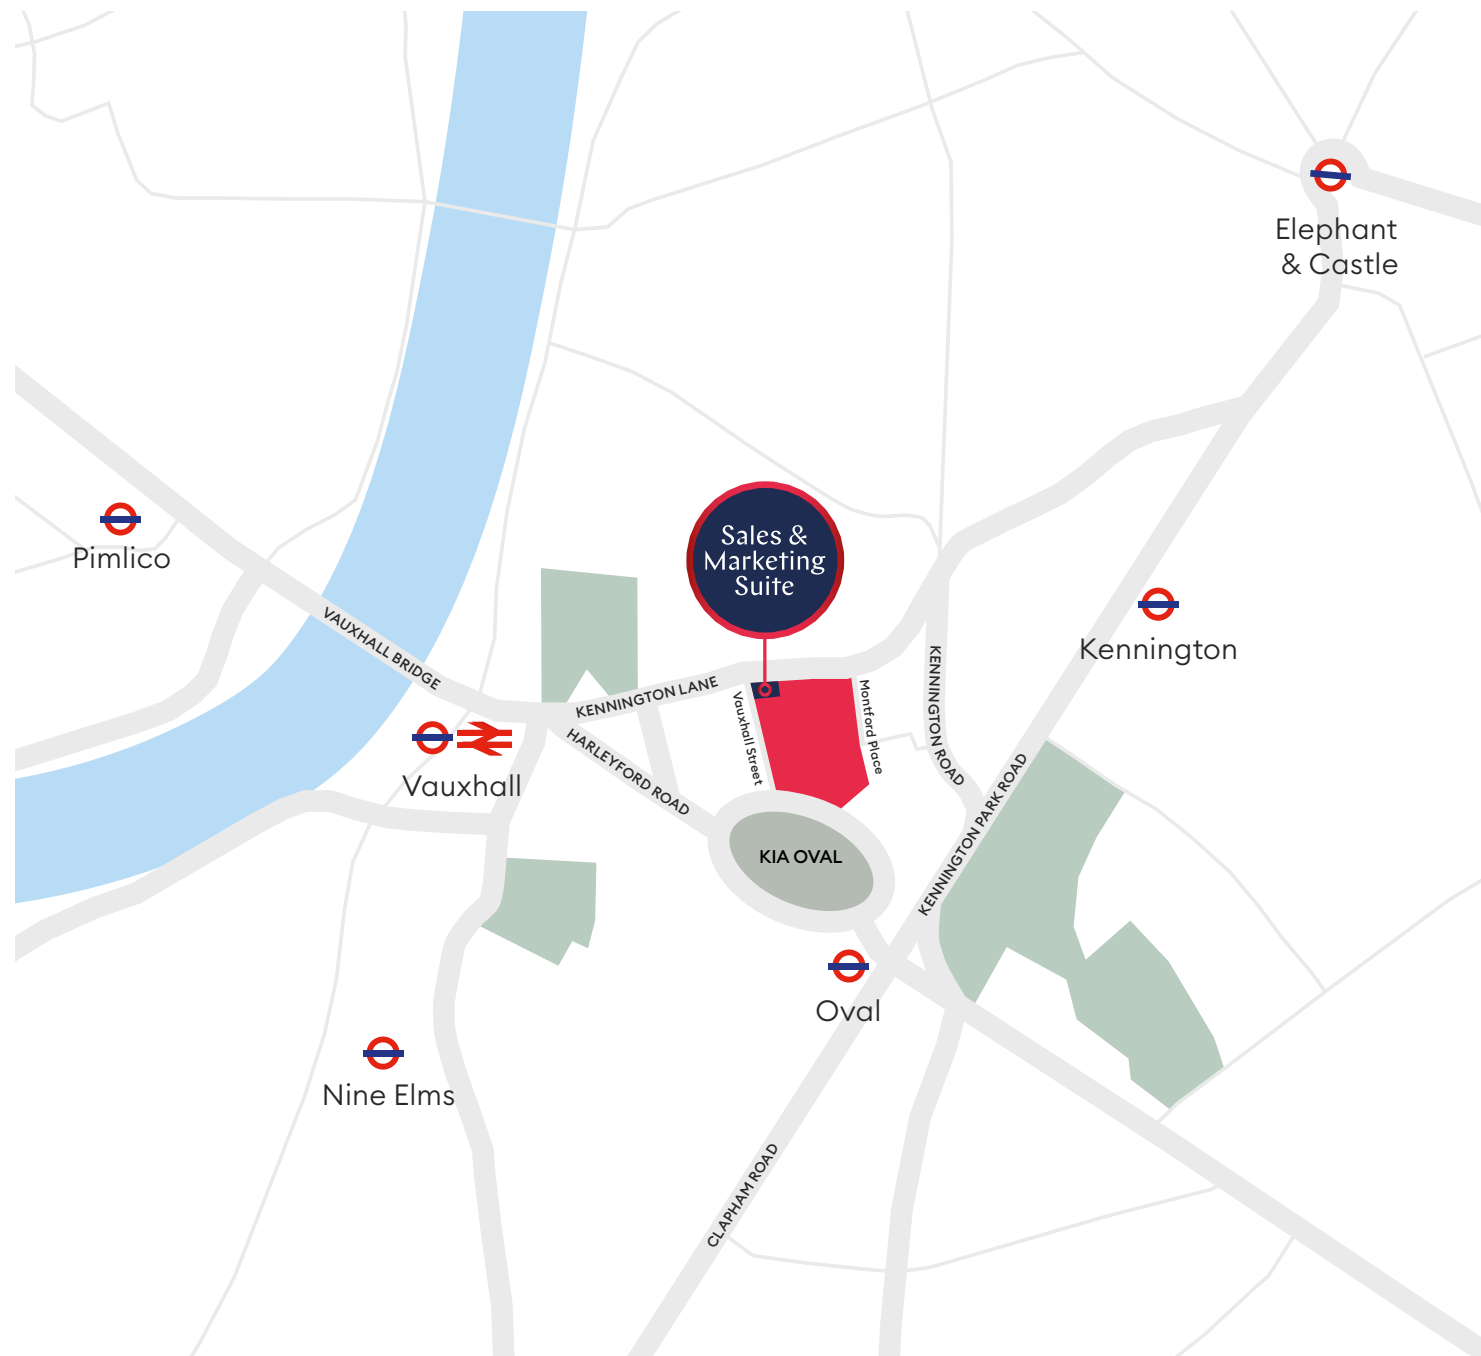 Elephant
& Castle
Sales &
Marketing
Suite
Pimlico
VAUXHALL BRIDGE
Kennington
KENNINGTON LANE
KENNINGTON ROAD
Vauxhall Street
Montford Place
HARLEYFORD ROAD
Vauxhall
KENNINGTON PARK ROAD
KIA OVAL
Oval
Nine Elms
CLAPHAM ROAD